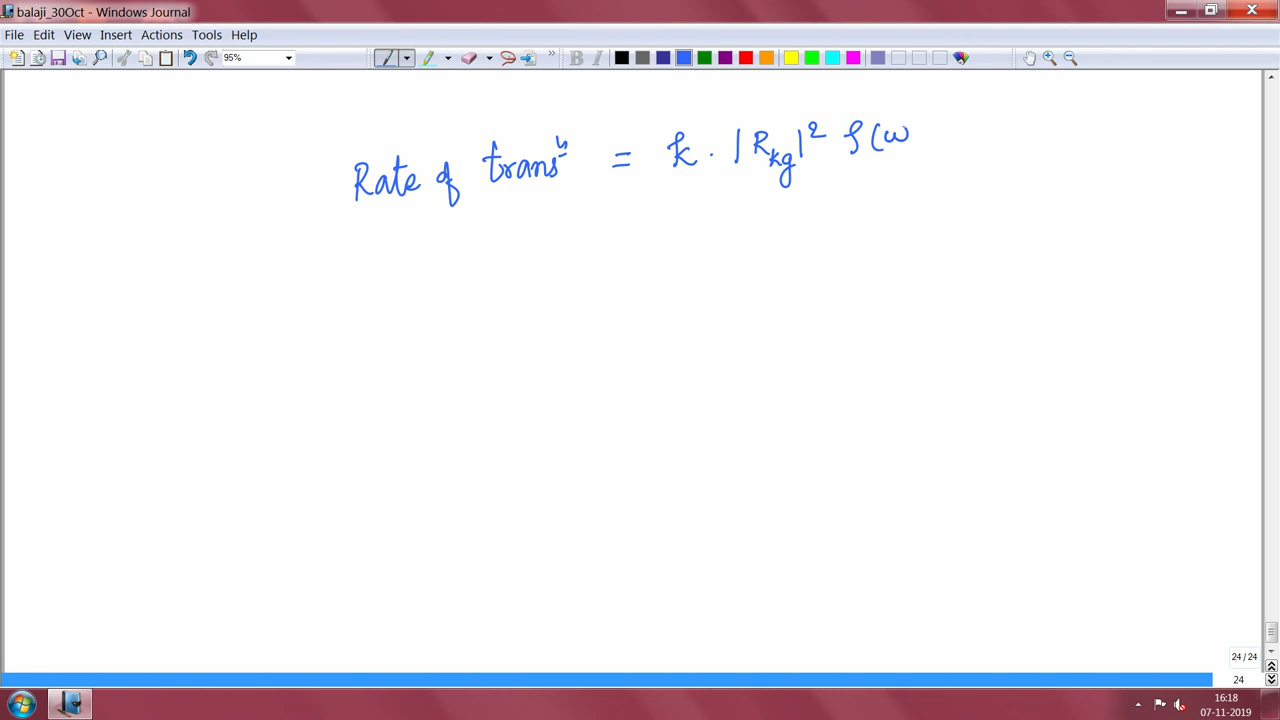 balaji_30Oct - Windows Journal
File Edit View Insert Actions Tools Help
95%
Rate of transⁿ = k . |R_kg|² ρ(ω
24 / 24
24
16:18
07-11-2019